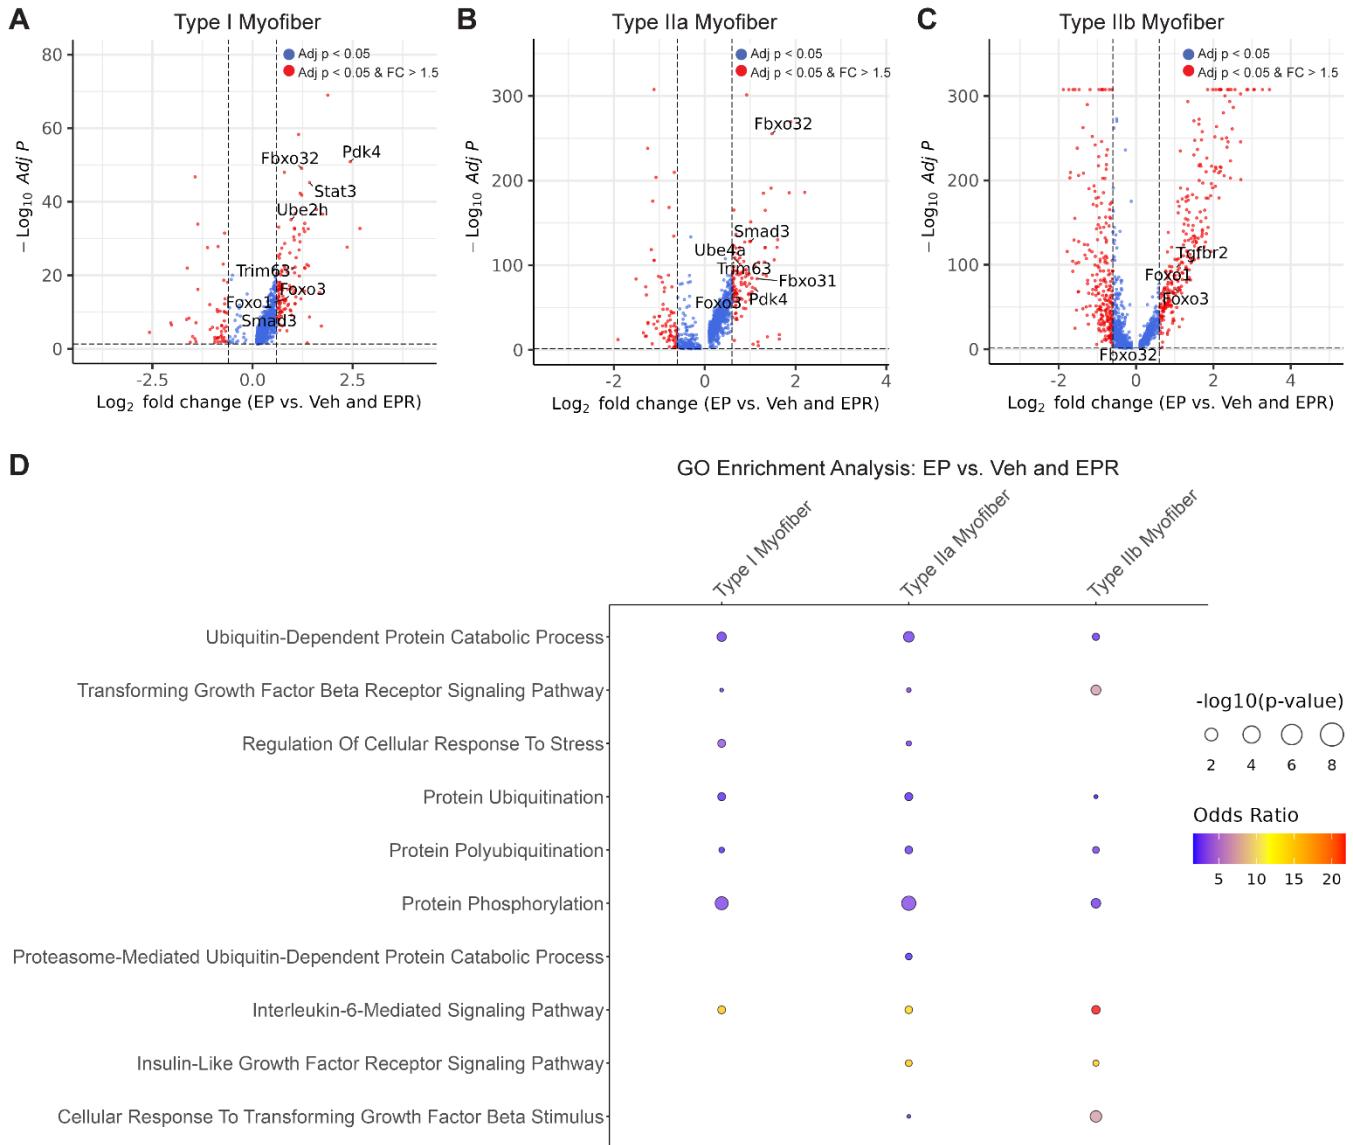 A
Type I Myofiber
Adj p < 0.05
Adj p < 0.05 & FC > 1.5
80
60
40
20
0
− Log10 Adj P
Fbxo32
Pdk4
Stat3
Ube2h
Trim63
Foxo3
Foxo1
Smad3
-2.5
0.0
2.5
Log2 fold change (EP vs. Veh and EPR)
B
Type IIa Myofiber
Adj p < 0.05
Adj p < 0.05 & FC > 1.5
300
200
100
0
− Log10 Adj P
Fbxo32
Smad3
Ube4a
Trim63
Fbxo31
Foxo3
Pdk4
-2
0
2
4
Log2 fold change (EP vs. Veh and EPR)
C
Type IIb Myofiber
Adj p < 0.05
Adj p < 0.05 & FC > 1.5
300
200
100
0
− Log10 Adj P
Tgfbr2
Foxo1
Foxo3
Fbxo32
-2
0
2
4
Log2 fold change (EP vs. Veh and EPR)
D
GO Enrichment Analysis: EP vs. Veh and EPR
Type I Myofiber
Type IIa Myofiber
Type IIb Myofiber
Ubiquitin-Dependent Protein Catabolic Process
Transforming Growth Factor Beta Receptor Signaling Pathway
Regulation Of Cellular Response To Stress
Protein Ubiquitination
Protein Polyubiquitination
Protein Phosphorylation
Proteasome-Mediated Ubiquitin-Dependent Protein Catabolic Process
Interleukin-6-Mediated Signaling Pathway
Insulin-Like Growth Factor Receptor Signaling Pathway
Cellular Response To Transforming Growth Factor Beta Stimulus
-log10(p-value)
2 4 6 8
Odds Ratio
5 10 15 20